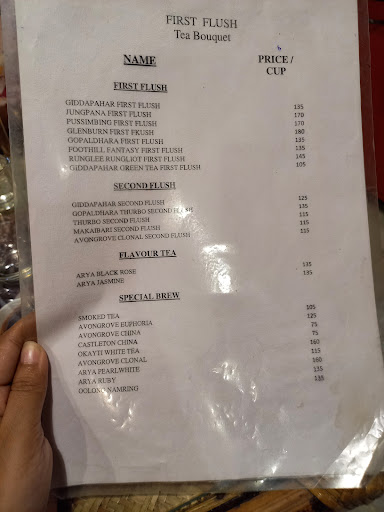 FIRST FLUSH
Tea Bouquet
NAME PRICE / CUP
FIRST FLUSH
GIDDAPAHAR FIRST FLUSH 135
JUNGPANA FIRST FLUSH 170
PUSSIMBING FIRST FLUSH 170
GLENBURN FIRST FKUSH 180
GOPALDHARA FIRST FLUSH 135
FOOTHILL FANTASY FIRST FLUSH 135
RUNGLEE RUNGLIOT FIRST FLUSH 145
GIDDAPAHAR GREEN TEA FIRST FLUSH 105
SECOND FLUSH
GIDDAPAHAR SECOND FLUSH 125
GOPALDHARA THURBO SECOND FLUSH 135
THURBO SECOND FLUSH 115
MAKAIBARI SECOND FLUSH 115
AVONGROVE CLONAL SECOND FLUSH 115
FLAVOUR TEA
ARYA BLACK ROSE 135
ARYA JASMINE 135
SPECIAL BREW
SMOKED TEA 105
AVONGROVE EUPHORIA 125
AVONGROVE CHINA 75
CASTLETON CHINA 75
OKAYTI WHITE TEA 160
AVONGROVE CLONAL 115
ARYA PEARLWHITE 160
ARYA RUBY 135
OOLONG NAMRING 135